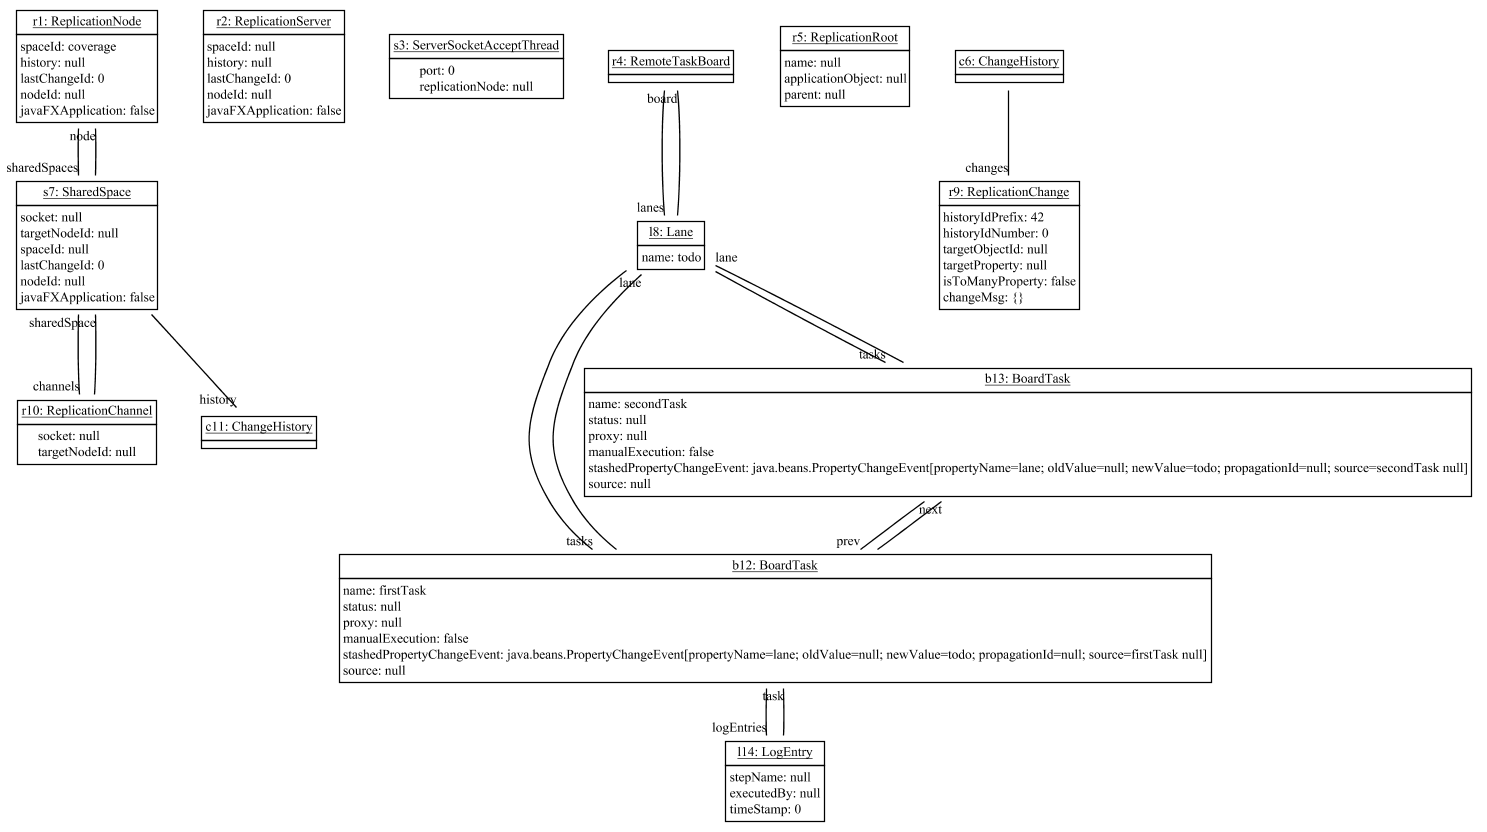 r1: ReplicationNode
spaceId: coverage
history: null
lastChangeId: 0
nodeId: null
javaFXApplication: false
r2: ReplicationServer
spaceId: null
history: null
lastChangeId: 0
nodeId: null
javaFXApplication: false
s3: ServerSocketAcceptThread
port: 0
replicationNode: null
r4: RemoteTaskBoard
r5: ReplicationRoot
name: null
applicationObject: null
parent: null
c6: ChangeHistory
node
sharedSpaces
board
lanes
changes
s7: SharedSpace
socket: null
targetNodeId: null
spaceId: null
lastChangeId: 0
nodeId: null
javaFXApplication: false
l8: Lane
name: todo
r9: ReplicationChange
historyIdPrefix: 42
historyIdNumber: 0
targetObjectId: null
targetProperty: null
isToManyProperty: false
changeMsg: {}
sharedSpace
channels
history
lane
lane
tasks
r10: ReplicationChannel
socket: null
targetNodeId: null
c11: ChangeHistory
b13: BoardTask
name: secondTask
status: null
proxy: null
manualExecution: false
stashedPropertyChangeEvent: java.beans.PropertyChangeEvent[propertyName=lane; oldValue=null; newValue=todo; propagationId=null; source=secondTask null]
source: null
next
tasks
prev
b12: BoardTask
name: firstTask
status: null
proxy: null
manualExecution: false
stashedPropertyChangeEvent: java.beans.PropertyChangeEvent[propertyName=lane; oldValue=null; newValue=todo; propagationId=null; source=firstTask null]
source: null
task
logEntries
l14: LogEntry
stepName: null
executedBy: null
timeStamp: 0